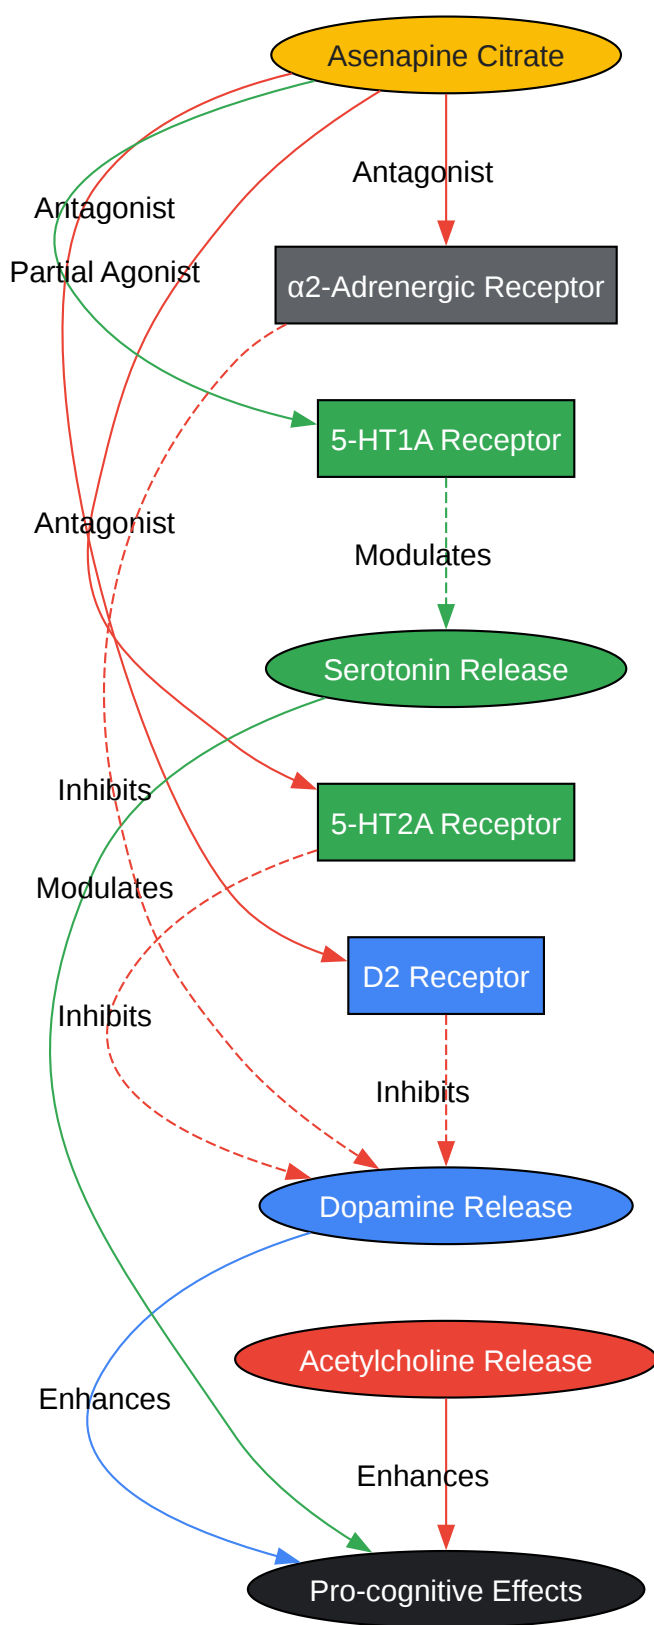 Asenapine Citrate
Antagonist
Antagonist
Partial Agonist
α2-Adrenergic Receptor
5-HT1A Receptor
Antagonist
Modulates
Serotonin Release
Inhibits
5-HT2A Receptor
Modulates
D2 Receptor
Inhibits
Inhibits
Dopamine Release
Acetylcholine Release
Enhances
Enhances
Pro-cognitive Effects